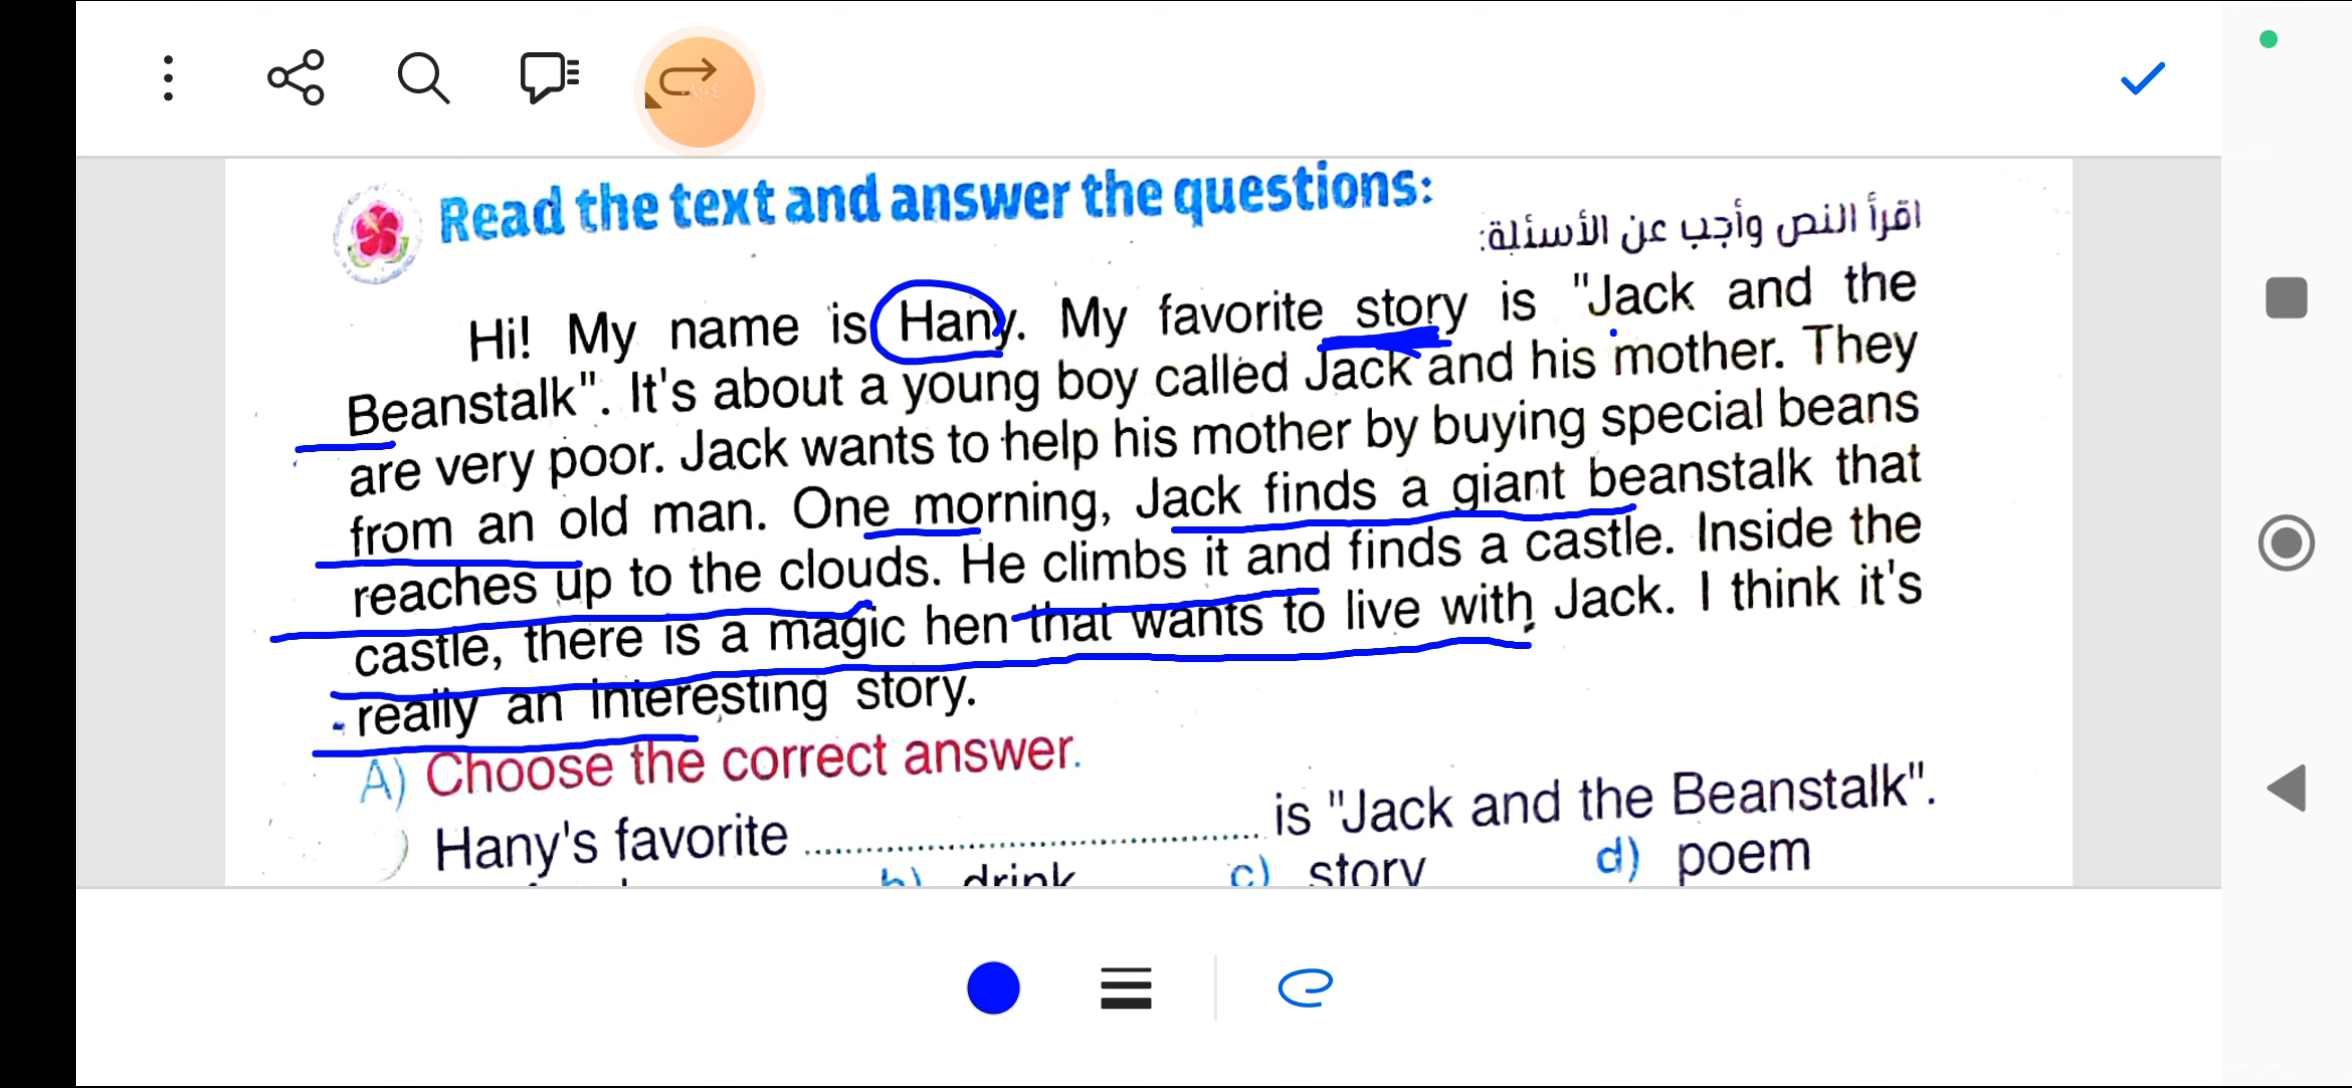 Read the text and answer the questions:
اقرأ النص وأجب عن الأسئلة:
Hi! My name is Hany. My favorite story is "Jack and the
Beanstalk". It's about a young boy called Jack and his mother. They
are very poor. Jack wants to help his mother by buying special beans
from an old man. One morning, Jack finds a giant beanstalk that
reaches up to the clouds. He climbs it and finds a castle. Inside the
castle, there is a magic hen that wants to live with Jack. I think it's
really an interesting story.
A) Choose the correct answer.
) Hany's favorite .......................................... is "Jack and the Beanstalk".
b) drink c) story d) poem